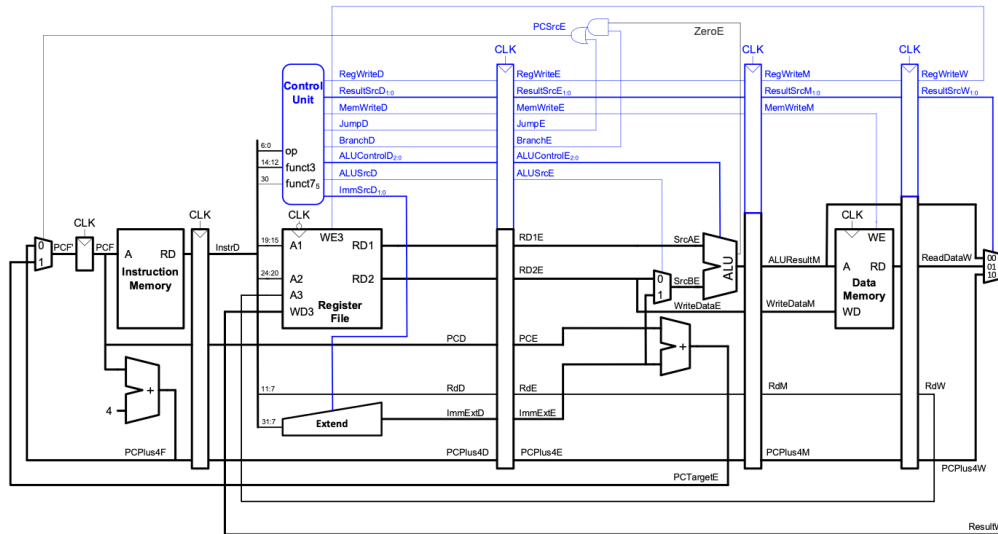 PCSrcE
ZeroE
CLK
CLK
CLK
Control
Unit
RegWriteD
RegWriteE
RegWriteM
RegWriteW
ResultSrcD1:0
ResultSrcE1:0
ResultSrcM1:0
ResultSrcW1:0
MemWriteD
MemWriteE
MemWriteM
JumpD
JumpE
BranchD
BranchE
6:0
op
ALUControlD2:0
ALUControlE2:0
14:12
funct3
ALUSrcD
ALUSrcE
30
funct75
ImmSrcD1:0
CLK
CLK
CLK
CLK
0
1
PCF'
PCF
A
RD
Instruction
Memory
InstrD
19:15
A1
WE3
RD1
RD1E
SrcAE
24:20
A2
RD2
RD2E
A3
WD3
Register
File
0
1
SrcBE
ALU
ALUResultM
WE
A
RD
Data
Memory
WD
ReadDataW
00
01
10
WriteDataE
WriteDataM
PCD
PCE
+
+
4
11:7
RdD
RdE
RdM
RdW
31:7
Extend
ImmExtD
ImmExtE
PCPlus4F
PCPlus4D
PCPlus4E
PCPlus4M
PCPlus4W
PCTargetE
ResultW